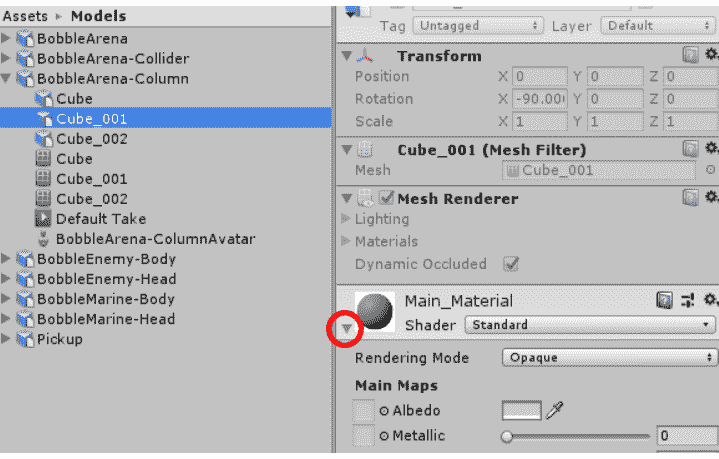 Assets ▸ Models
BobbleArena
BobbleArena-Collider
BobbleArena-Column
Cube
Cube_001
Cube_002
Cube
Cube_001
Cube_002
Default Take
BobbleArena-ColumnAvatar
BobbleEnemy-Body
BobbleEnemy-Head
BobbleMarine-Body
BobbleMarine-Head
Pickup
Tag Untagged Layer Default
Transform
Position X 0 Y 0 Z 0
Rotation X -90.00 Y 0 Z 0
Scale X 1 Y 1 Z 1
Cube_001 (Mesh Filter)
Mesh Cube_001
Mesh Renderer
Lighting
Materials
Dynamic Occluded
Main_Material
Shader Standard
Rendering Mode Opaque
Main Maps
Albedo
Metallic 0